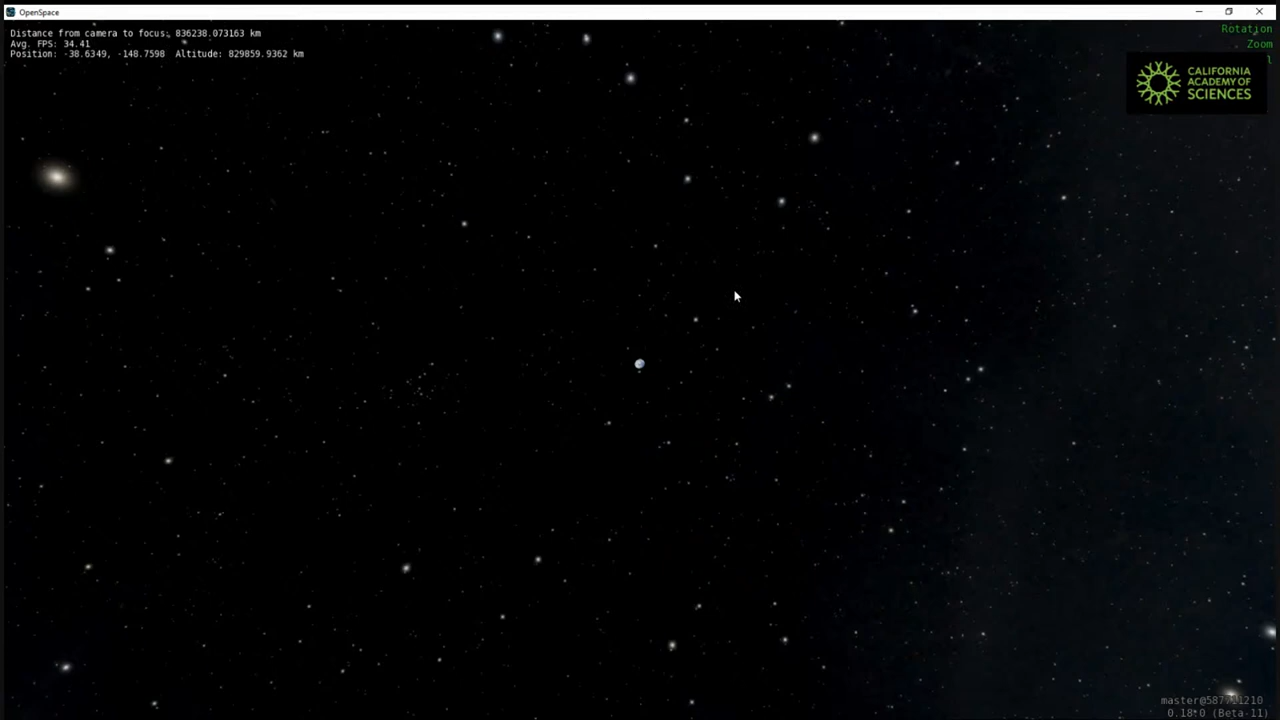 OpenSpace
Distance from camera to focus: 836238.073163 km
Avg. FPS: 34.41
Position: -38.6349, -148.7598  Altitude: 829859.9362 km
Rotation
Zoom
CALIFORNIA
ACADEMY OF
SCIENCES
0.18.0 (Beta-11)